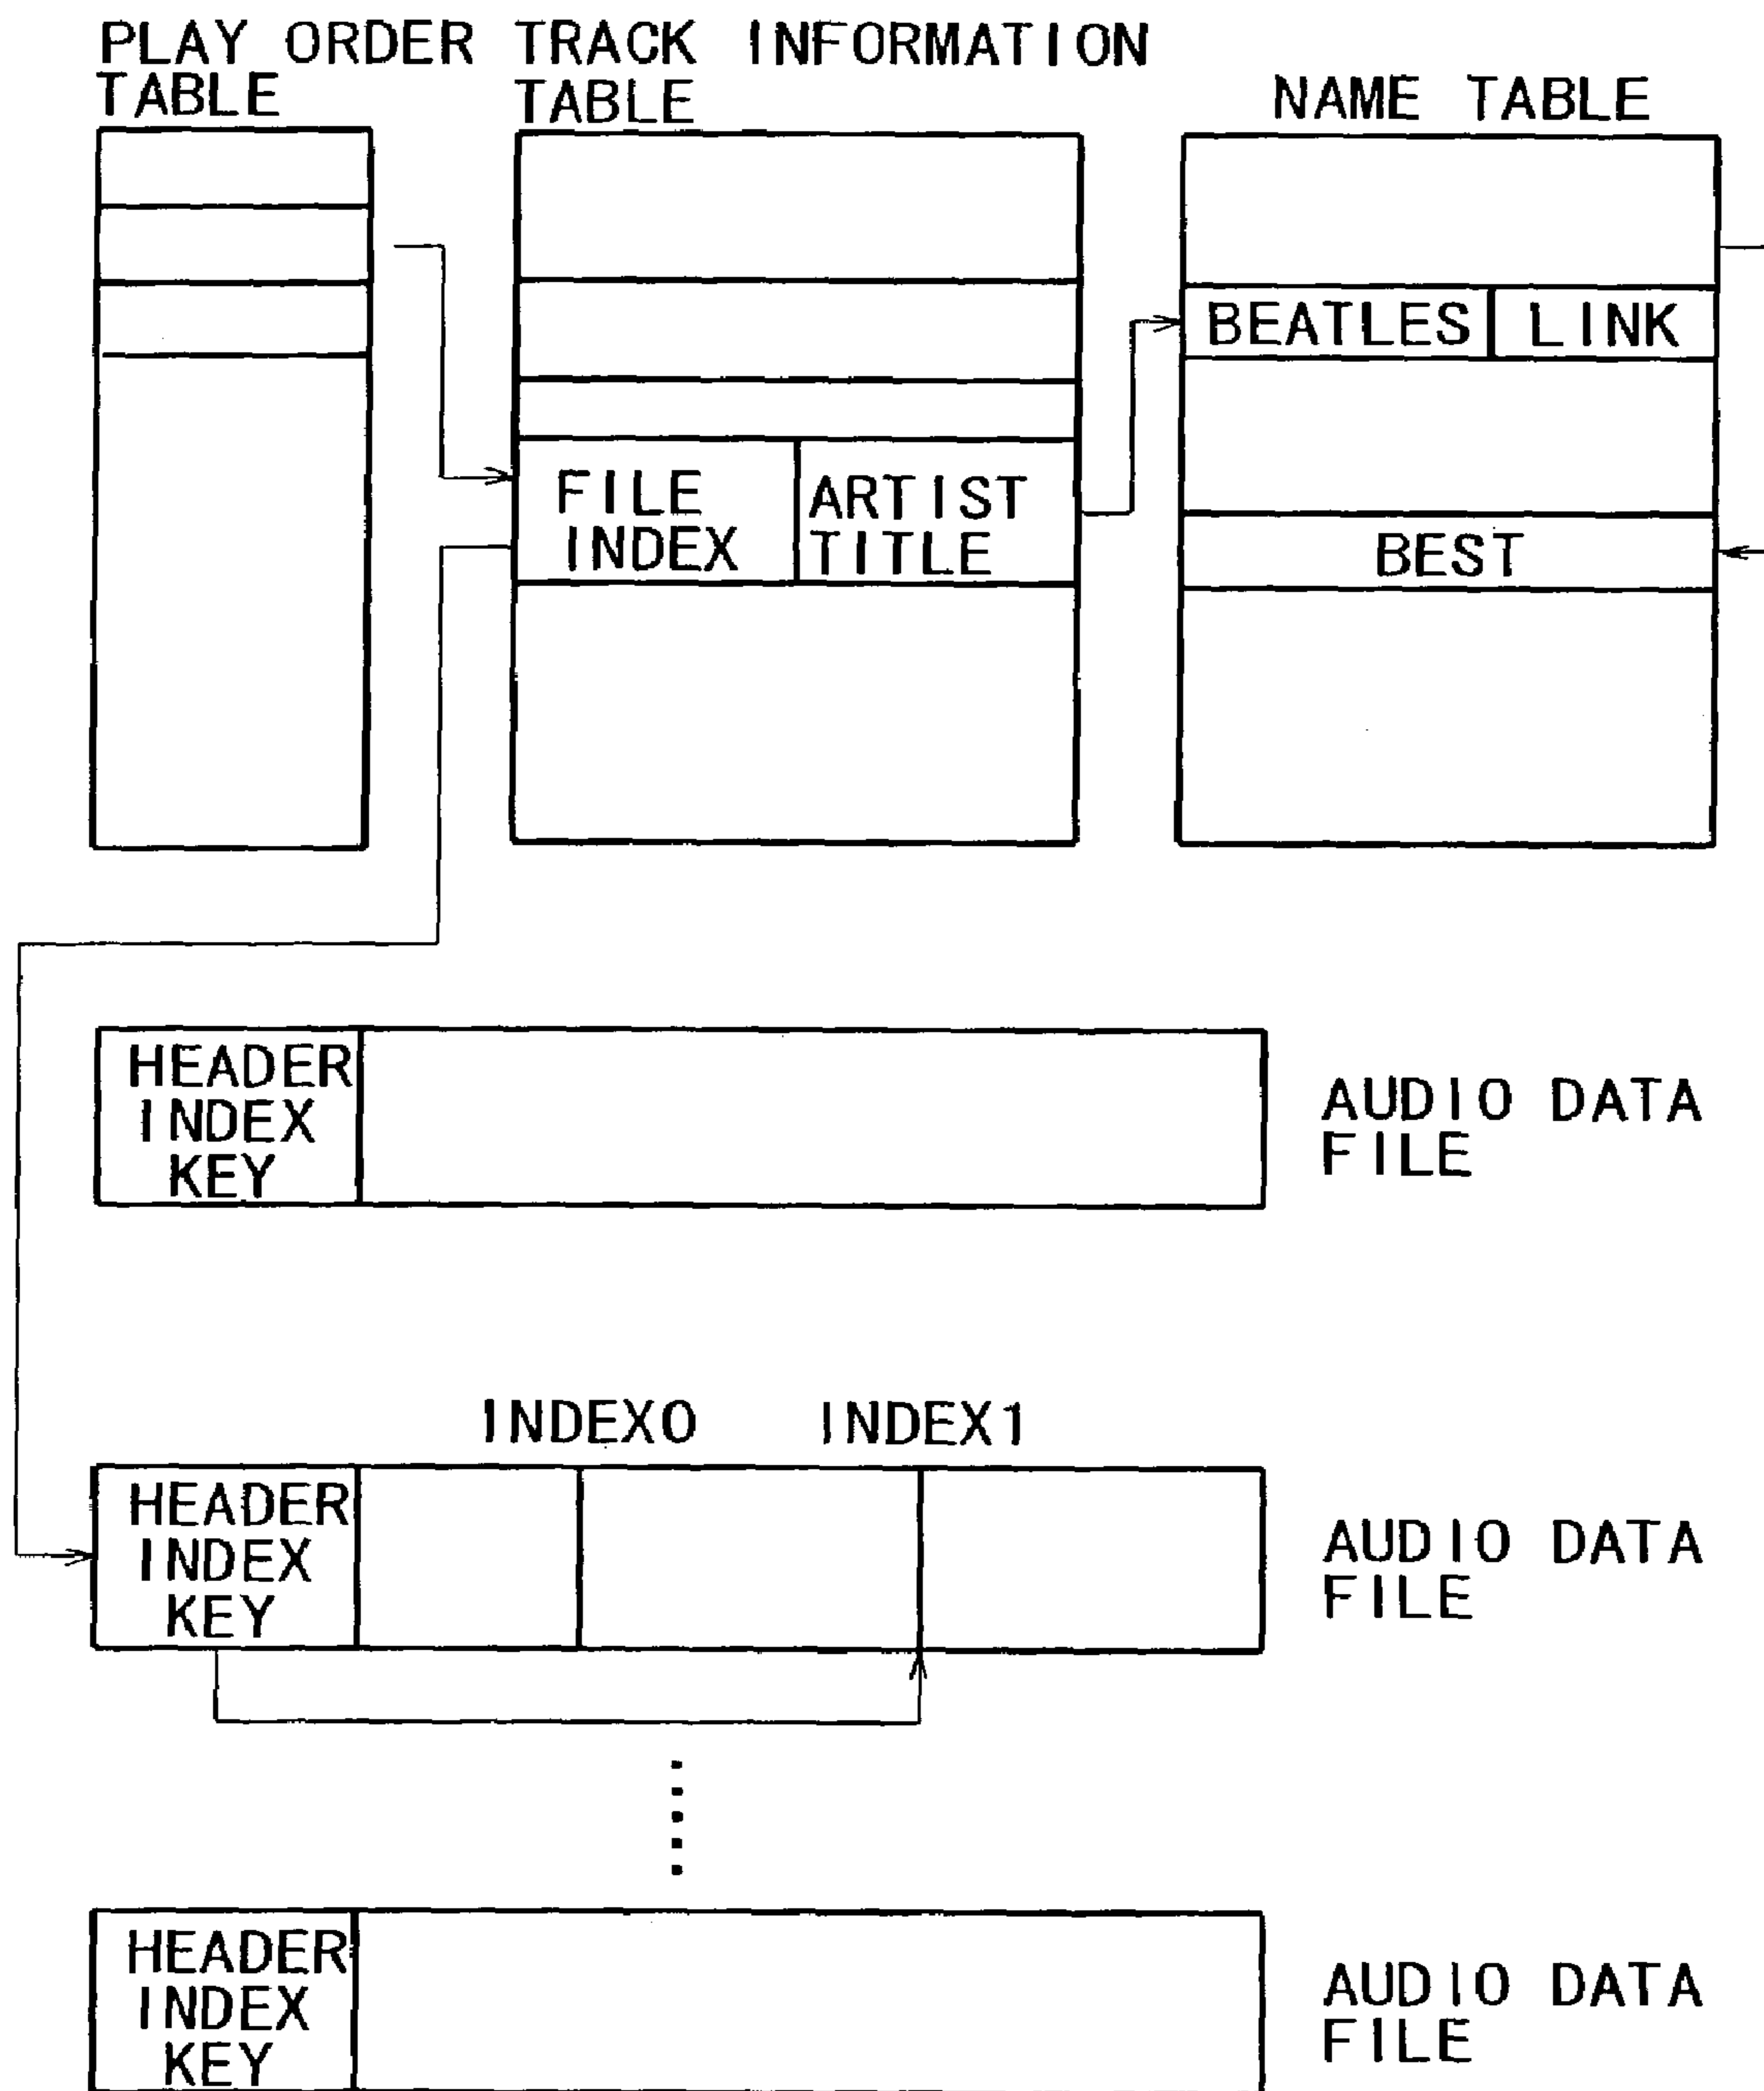 PLAY ORDER
TABLE
TRACK INFORMATION
TABLE
NAME TABLE
BEATLES
LINK
FILE
INDEX
ARTIST
TITLE
BEST
HEADER
INDEX
KEY
AUDIO DATA
FILE
INDEX0
INDEX1
HEADER
INDEX
KEY
AUDIO DATA
FILE
HEADER
INDEX
KEY
AUDIO DATA
FILE